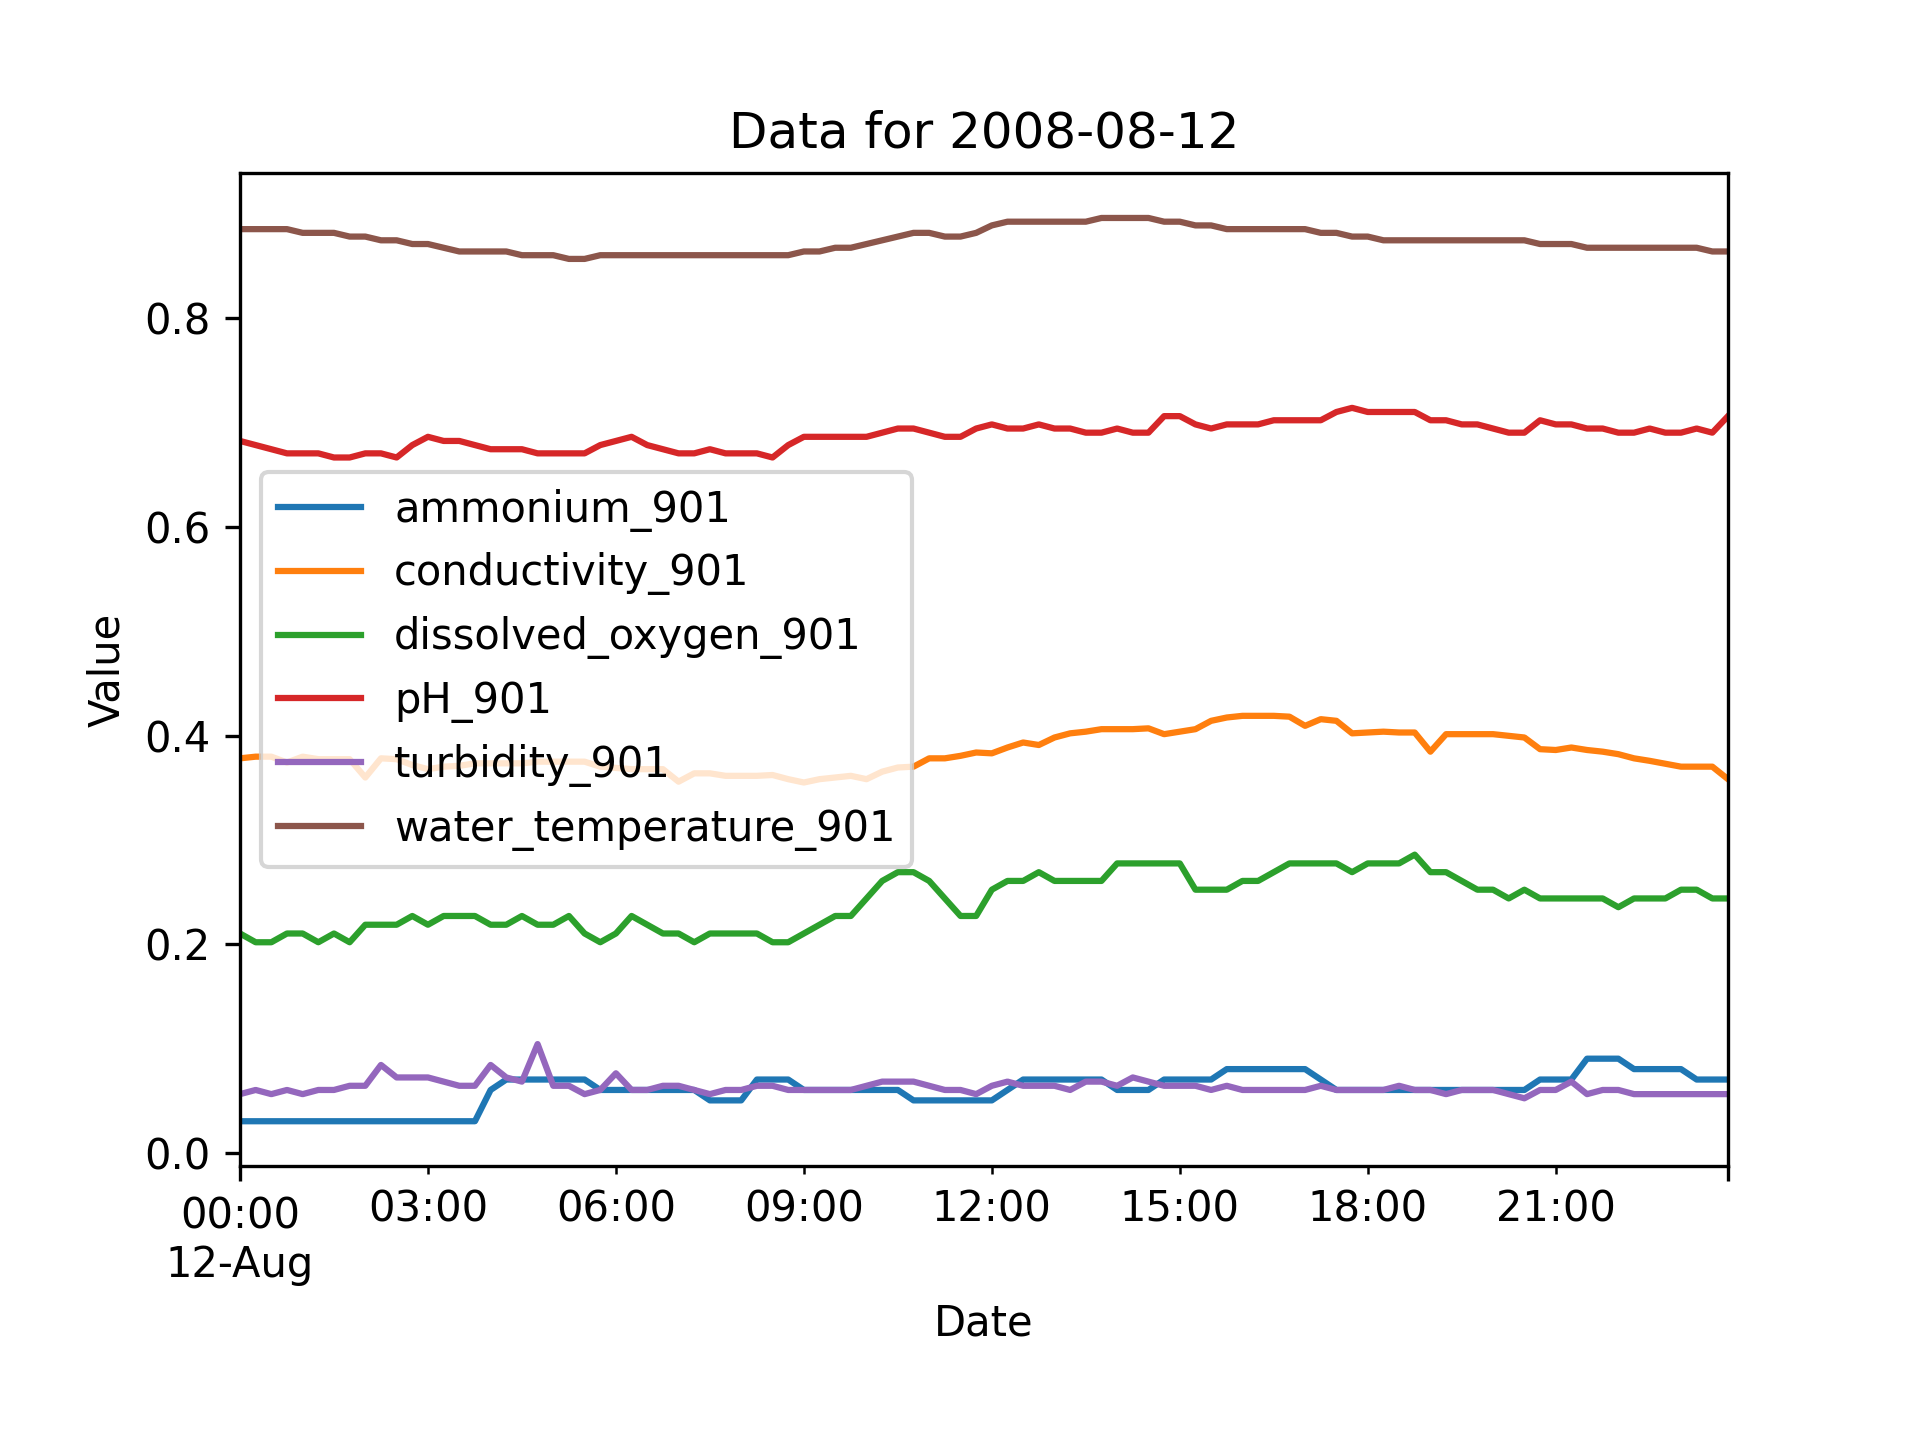 Data for 2008-08-12
Value
0.8
0.6
0.4
0.2
0.0
ammonium_901
conductivity_901
dissolved_oxygen_901
pH_901
turbidity_901
water_temperature_901
00:00 03:00 06:00 09:00 12:00 15:00 18:00 21:00
12-Aug
Date